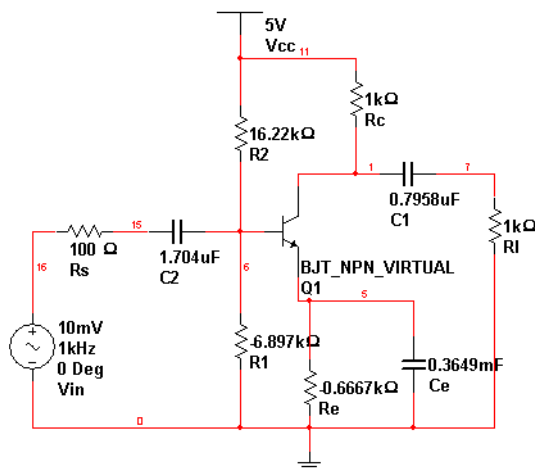 5V
Vcc
11
1kΩ
Rc
16.22kΩ
R2
1
7
0.7958uF
C1
1kΩ
Rl
15
100 Ω
Rs
1.704uF
C2
16
6
BJT_NPN_VIRTUAL
Q1
5
10mV
1kHz
0 Deg
Vin
-6.897kΩ
R1
-0.6667kΩ
Re
0.3649mF
Ce
0